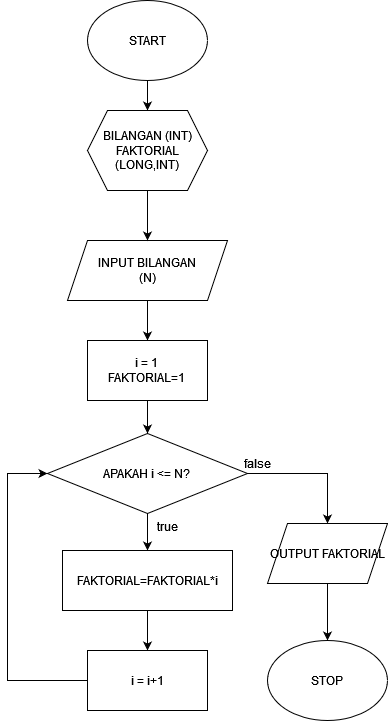 START
BILANGAN (INT)
FAKTORIAL
(LONG,INT)
INPUT BILANGAN
(N)
i = 1
FAKTORIAL=1
APAKAH i <= N?
false
true
FAKTORIAL=FAKTORIAL*i
OUTPUT FAKTORIAL
i = i+1
STOP